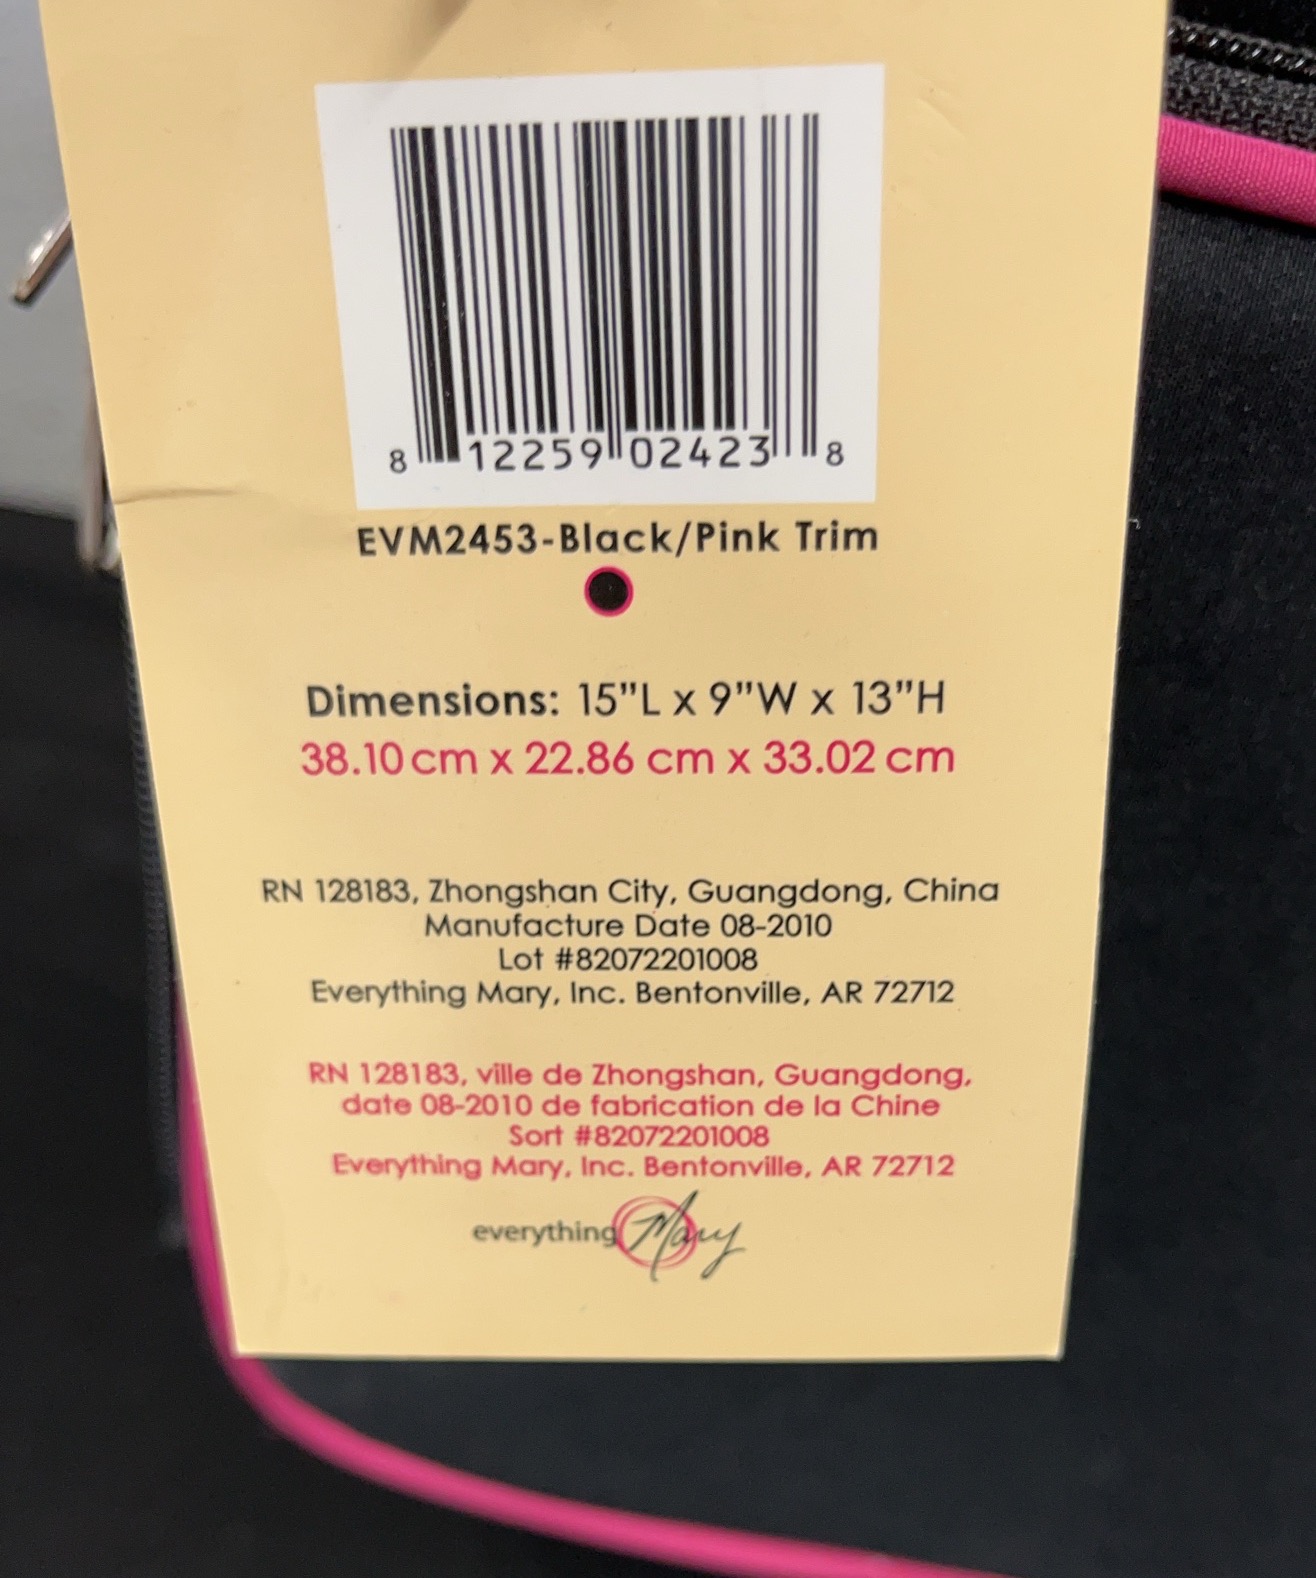 8 12259 02423 8
EVM2453-Black/Pink Trim
Dimensions: 15"L x 9"W x 13"H
38.10 cm x 22.86 cm x 33.02 cm
RN 128183, Zhongshan City, Guangdong, China
Manufacture Date 08-2010
Lot #82072201008
Everything Mary, Inc. Bentonville, AR 72712
RN 128183, ville de Zhongshan, Guangdong,
date 08-2010 de fabrication de la Chine
Sort #82072201008
Everything Mary, Inc. Bentonville, AR 72712
everything Mary